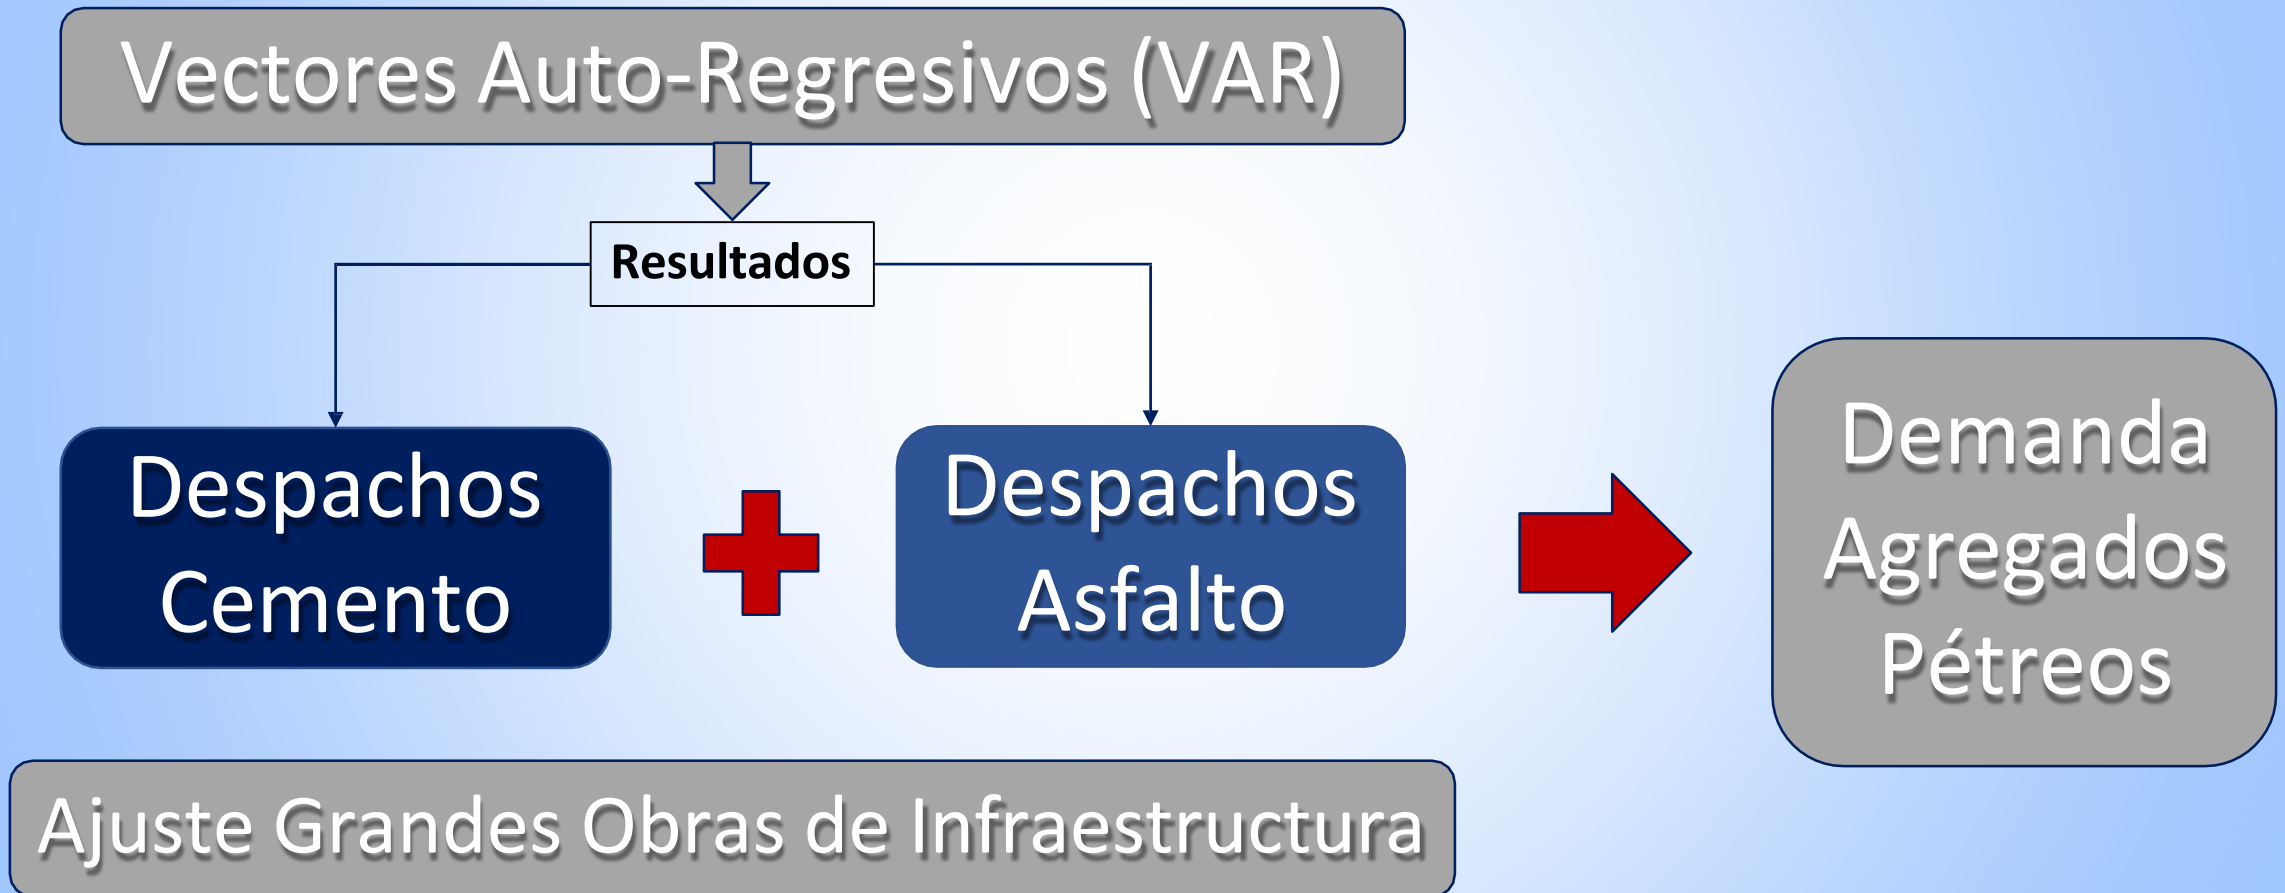 Vectores Auto-Regresivos (VAR)
Resultados
Despachos
Cemento
Despachos
Asfalto
Demanda
Agregados
Pétreos
Ajuste Grandes Obras de Infraestructura